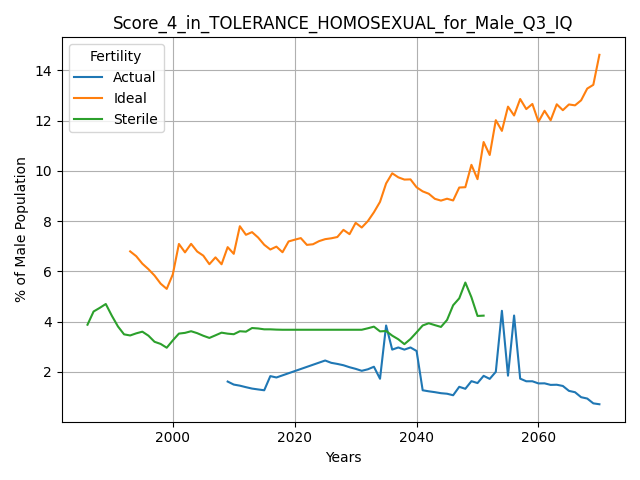 Score_4_in_TOLERANCE_HOMOSEXUAL_for_Male_Q3_IQ
Fertility
Actual
Ideal
Sterile
% of Male Population
14
12
10
8
6
4
2
2000
2020
2040
2060
Years